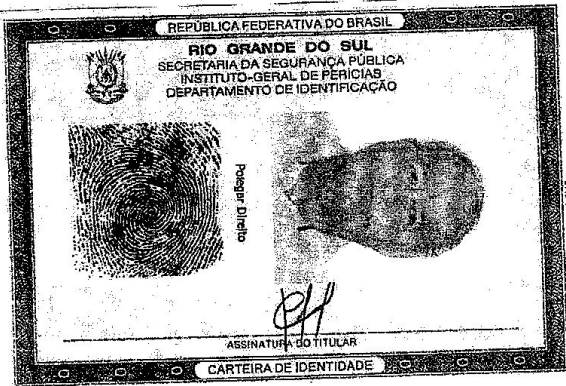 REPÚBLICA FEDERATIVA DO BRASIL
RIO GRANDE DO SUL
SECRETARIA DA SEGURANÇA PÚBLICA
INSTITUTO-GERAL DE PERÍCIAS
DEPARTAMENTO DE IDENTIFICAÇÃO
Polegar Direito
ASSINATURA DO TITULAR
CARTEIRA DE IDENTIDADE